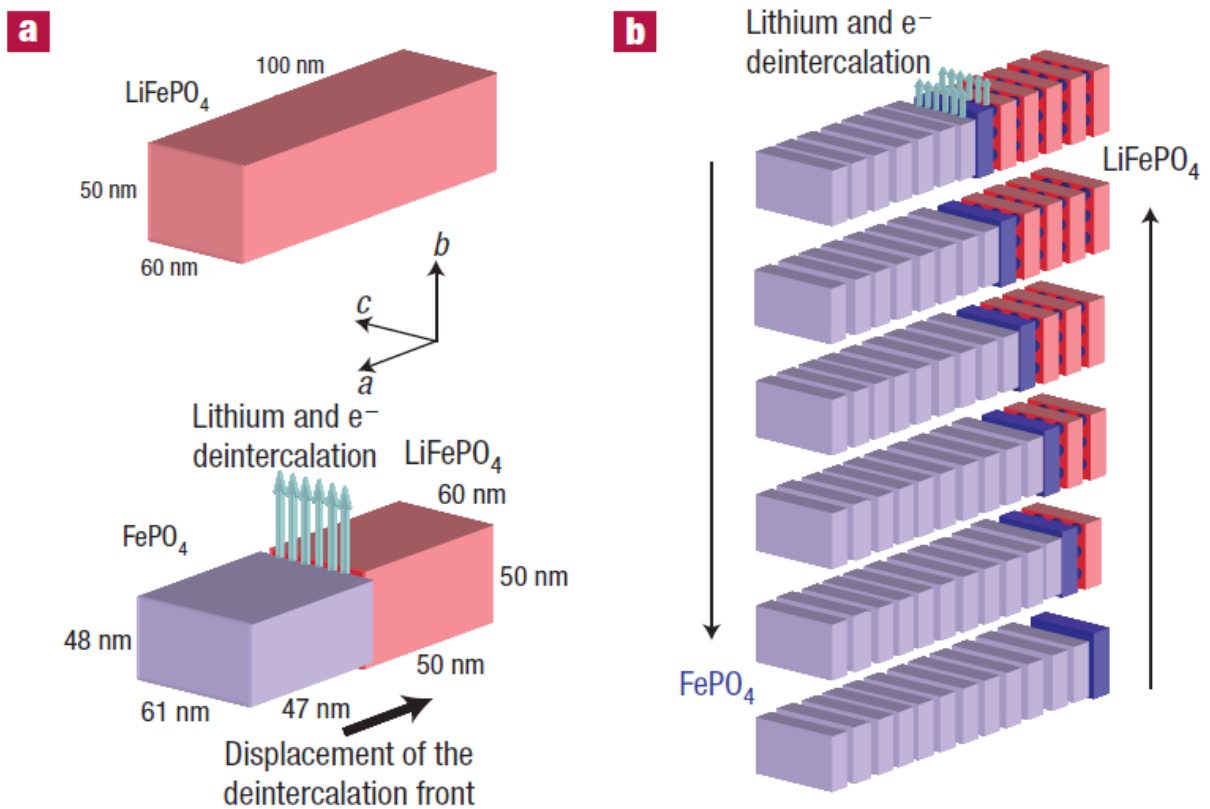 a
100 nm
LiFePO₄
50 nm
60 nm
b
c
a
Lithium and e⁻
deintercalation
LiFePO₄
60 nm
FePO₄
50 nm
48 nm
50 nm
61 nm
47 nm
Displacement of the
deintercalation front
b
Lithium and e⁻
deintercalation
LiFePO₄
FePO₄